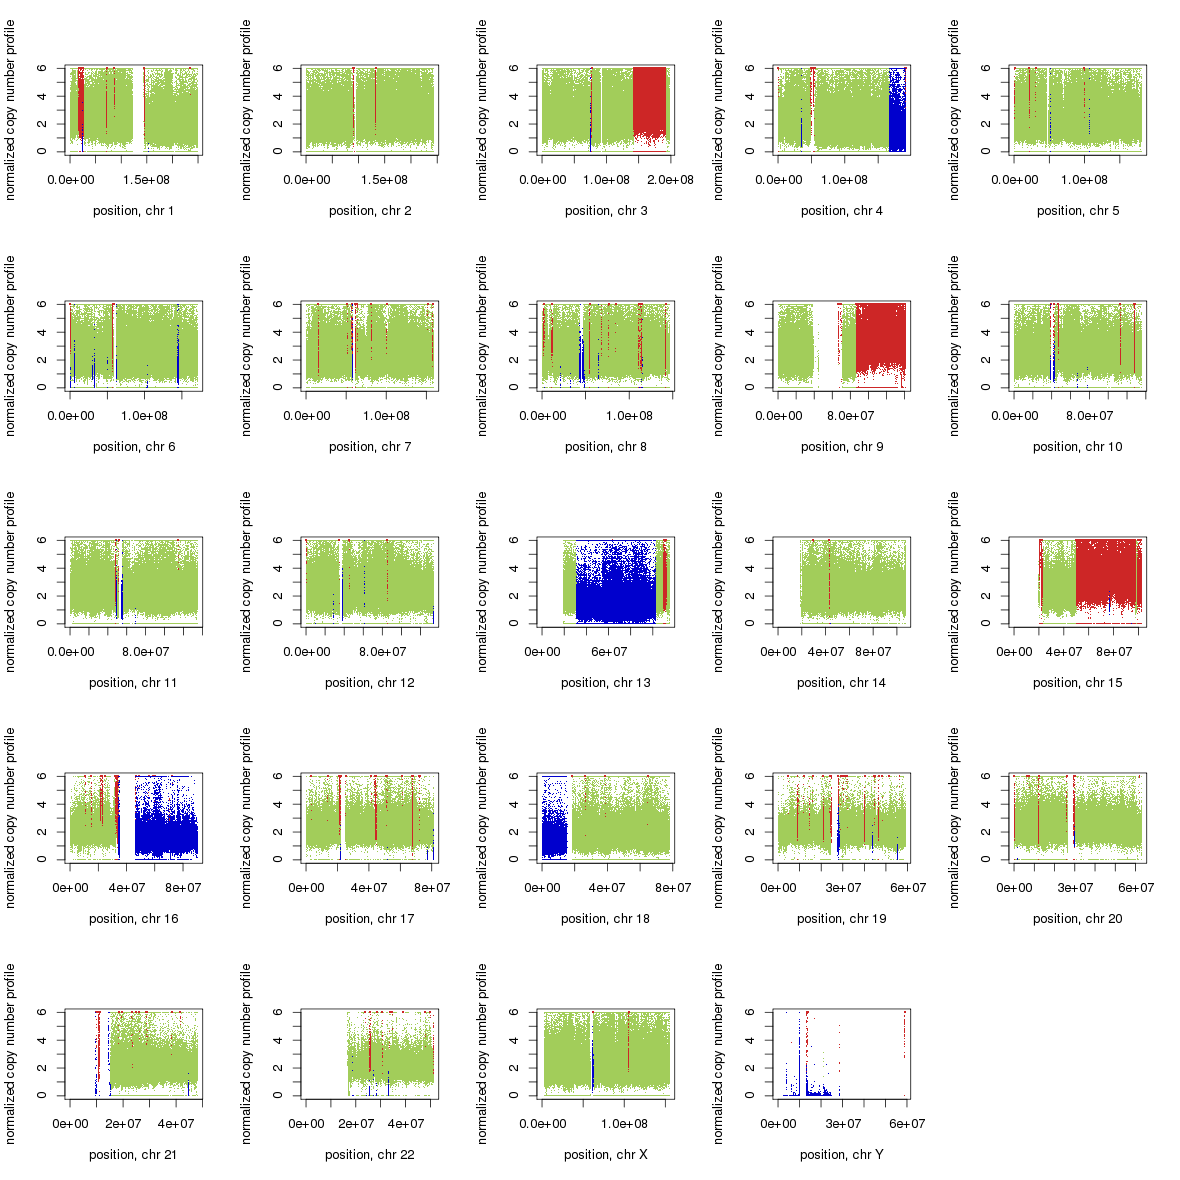 normalized copy number profile
0 2 4 6
0.0e+00 1.5e+08
position, chr 1
normalized copy number profile
0 2 4 6
0.0e+00 1.5e+08
position, chr 2
normalized copy number profile
0 2 4 6
0.0e+00 1.0e+08 2.0e+08
position, chr 3
normalized copy number profile
0 2 4 6
0.0e+00 1.0e+08
position, chr 4
normalized copy number profile
0 2 4 6
0.0e+00 1.0e+08
position, chr 5
normalized copy number profile
0 2 4 6
0.0e+00 1.0e+08
position, chr 6
normalized copy number profile
0 2 4 6
0.0e+00 1.0e+08
position, chr 7
normalized copy number profile
0 2 4 6
0.0e+00 1.0e+08
position, chr 8
normalized copy number profile
0 2 4 6
0.0e+00 8.0e+07
position, chr 9
normalized copy number profile
0 2 4 6
0.0e+00 8.0e+07
position, chr 10
normalized copy number profile
0 2 4 6
0.0e+00 8.0e+07
position, chr 11
normalized copy number profile
0 2 4 6
0.0e+00 8.0e+07
position, chr 12
normalized copy number profile
0 2 4 6
0e+00 6e+07
position, chr 13
normalized copy number profile
0 2 4 6
0e+00 4e+07 8e+07
position, chr 14
normalized copy number profile
0 2 4 6
0e+00 4e+07 8e+07
position, chr 15
normalized copy number profile
0 2 4 6
0e+00 4e+07 8e+07
position, chr 16
normalized copy number profile
0 2 4 6
0e+00 4e+07 8e+07
position, chr 17
normalized copy number profile
0 2 4 6
0e+00 4e+07 8e+07
position, chr 18
normalized copy number profile
0 2 4 6
0e+00 3e+07 6e+07
position, chr 19
normalized copy number profile
0 2 4 6
0e+00 3e+07 6e+07
position, chr 20
normalized copy number profile
0 2 4 6
0e+00 2e+07 4e+07
position, chr 21
normalized copy number profile
0 2 4 6
0e+00 2e+07 4e+07
position, chr 22
normalized copy number profile
0 2 4 6
0.0e+00 1.0e+08
position, chr X
normalized copy number profile
0 2 4 6
0e+00 3e+07 6e+07
position, chr Y